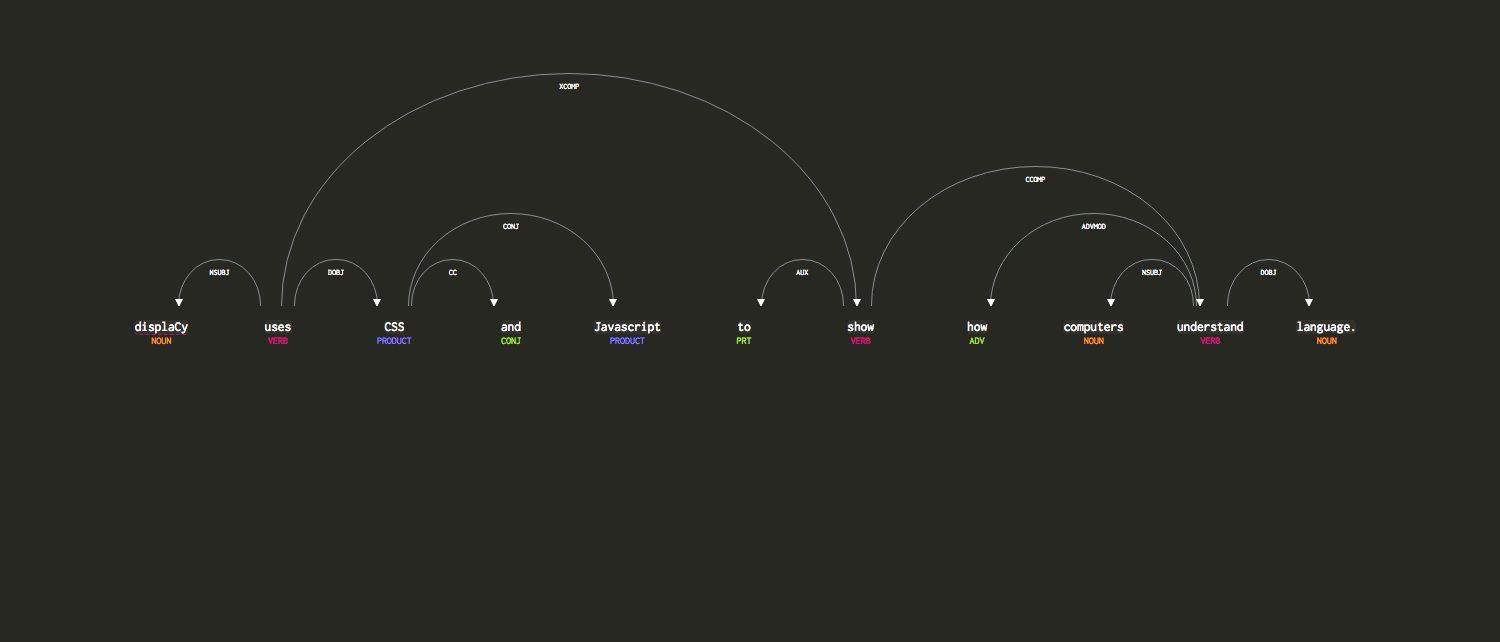 XCOMP
CCOMP
CONJ ADVMOD
NSUBJ DOBJ CC AUX NSUBJ DOBJ
displaCy uses CSS and Javascript to show how computers understand language.
NOUN VERB PRODUCT CONJ PRODUCT PRT VERB ADV NOUN VERB NOUN